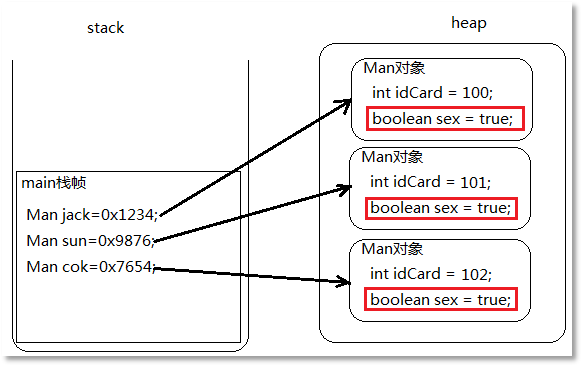 stack
main栈帧
Man jack=0x1234;
Man sun=0x9876;
Man cok=0x7654;
heap
Man对象
int idCard = 100;
boolean sex = true;
Man对象
int idCard = 101;
boolean sex = true;
Man对象
int idCard = 102;
boolean sex = true;